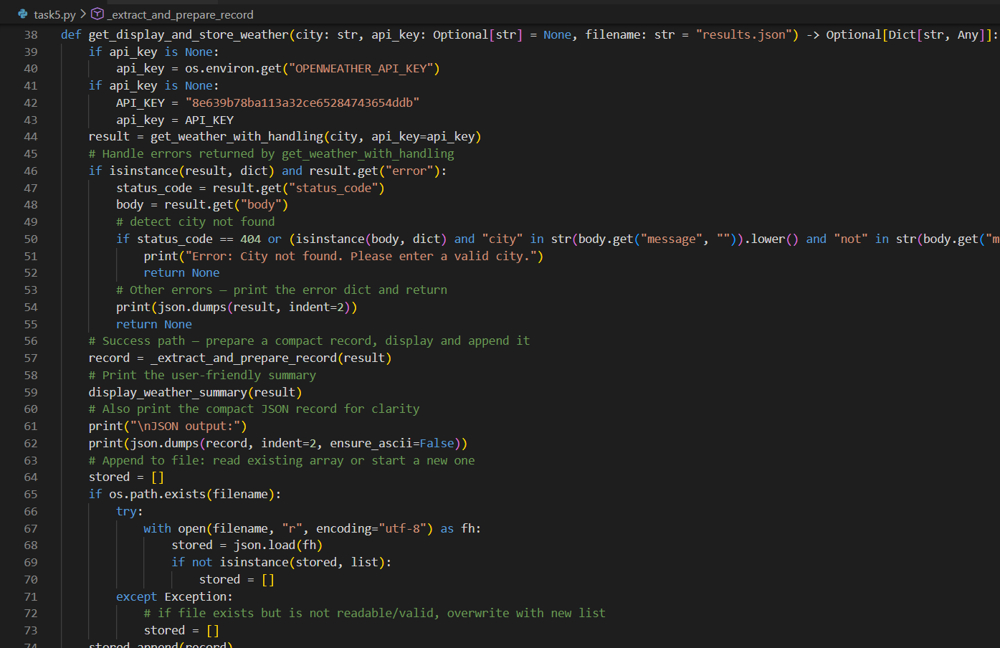 task5.py > _extract_and_prepare_record
38 def get_display_and_store_weather(city: str, api_key: Optional[str] = None, filename: str = "results.json") -> Optional[Dict[str, Any]]:
39     if api_key is None:
40         api_key = os.environ.get("OPENWEATHER_API_KEY")
41     if api_key is None:
42         API_KEY = "8e639b78ba113a32ce65284743654ddb"
43         api_key = API_KEY
44     result = get_weather_with_handling(city, api_key=api_key)
45     # Handle errors returned by get_weather_with_handling
46     if isinstance(result, dict) and result.get("error"):
47         status_code = result.get("status_code")
48         body = result.get("body")
49         # detect city not found
50         if status_code == 404 or (isinstance(body, dict) and "city" in str(body.get("message", "")).lower() and "not" in str(body.get("m
51             print("Error: City not found. Please enter a valid city.")
52             return None
53         # Other errors — print the error dict and return
54         print(json.dumps(result, indent=2))
55         return None
56     # Success path — prepare a compact record, display and append it
57     record = _extract_and_prepare_record(result)
58     # Print the user-friendly summary
59     display_weather_summary(result)
60     # Also print the compact JSON record for clarity
61     print("\nJSON output:")
62     print(json.dumps(record, indent=2, ensure_ascii=False))
63     # Append to file: read existing array or start a new one
64     stored = []
65     if os.path.exists(filename):
66         try:
67             with open(filename, "r", encoding="utf-8") as fh:
68                 stored = json.load(fh)
69                 if not isinstance(stored, list):
70                     stored = []
71         except Exception:
72             # if file exists but is not readable/valid, overwrite with new list
73             stored = []
74     stored.append(record)